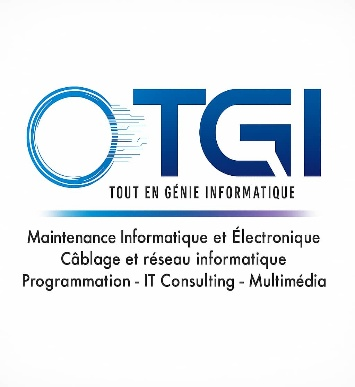 TGI
TOUT EN GÉNIE INFORMATIQUE
Maintenance Informatique et Électronique
Câblage et réseau informatique
Programmation - IT Consulting - Multimédia